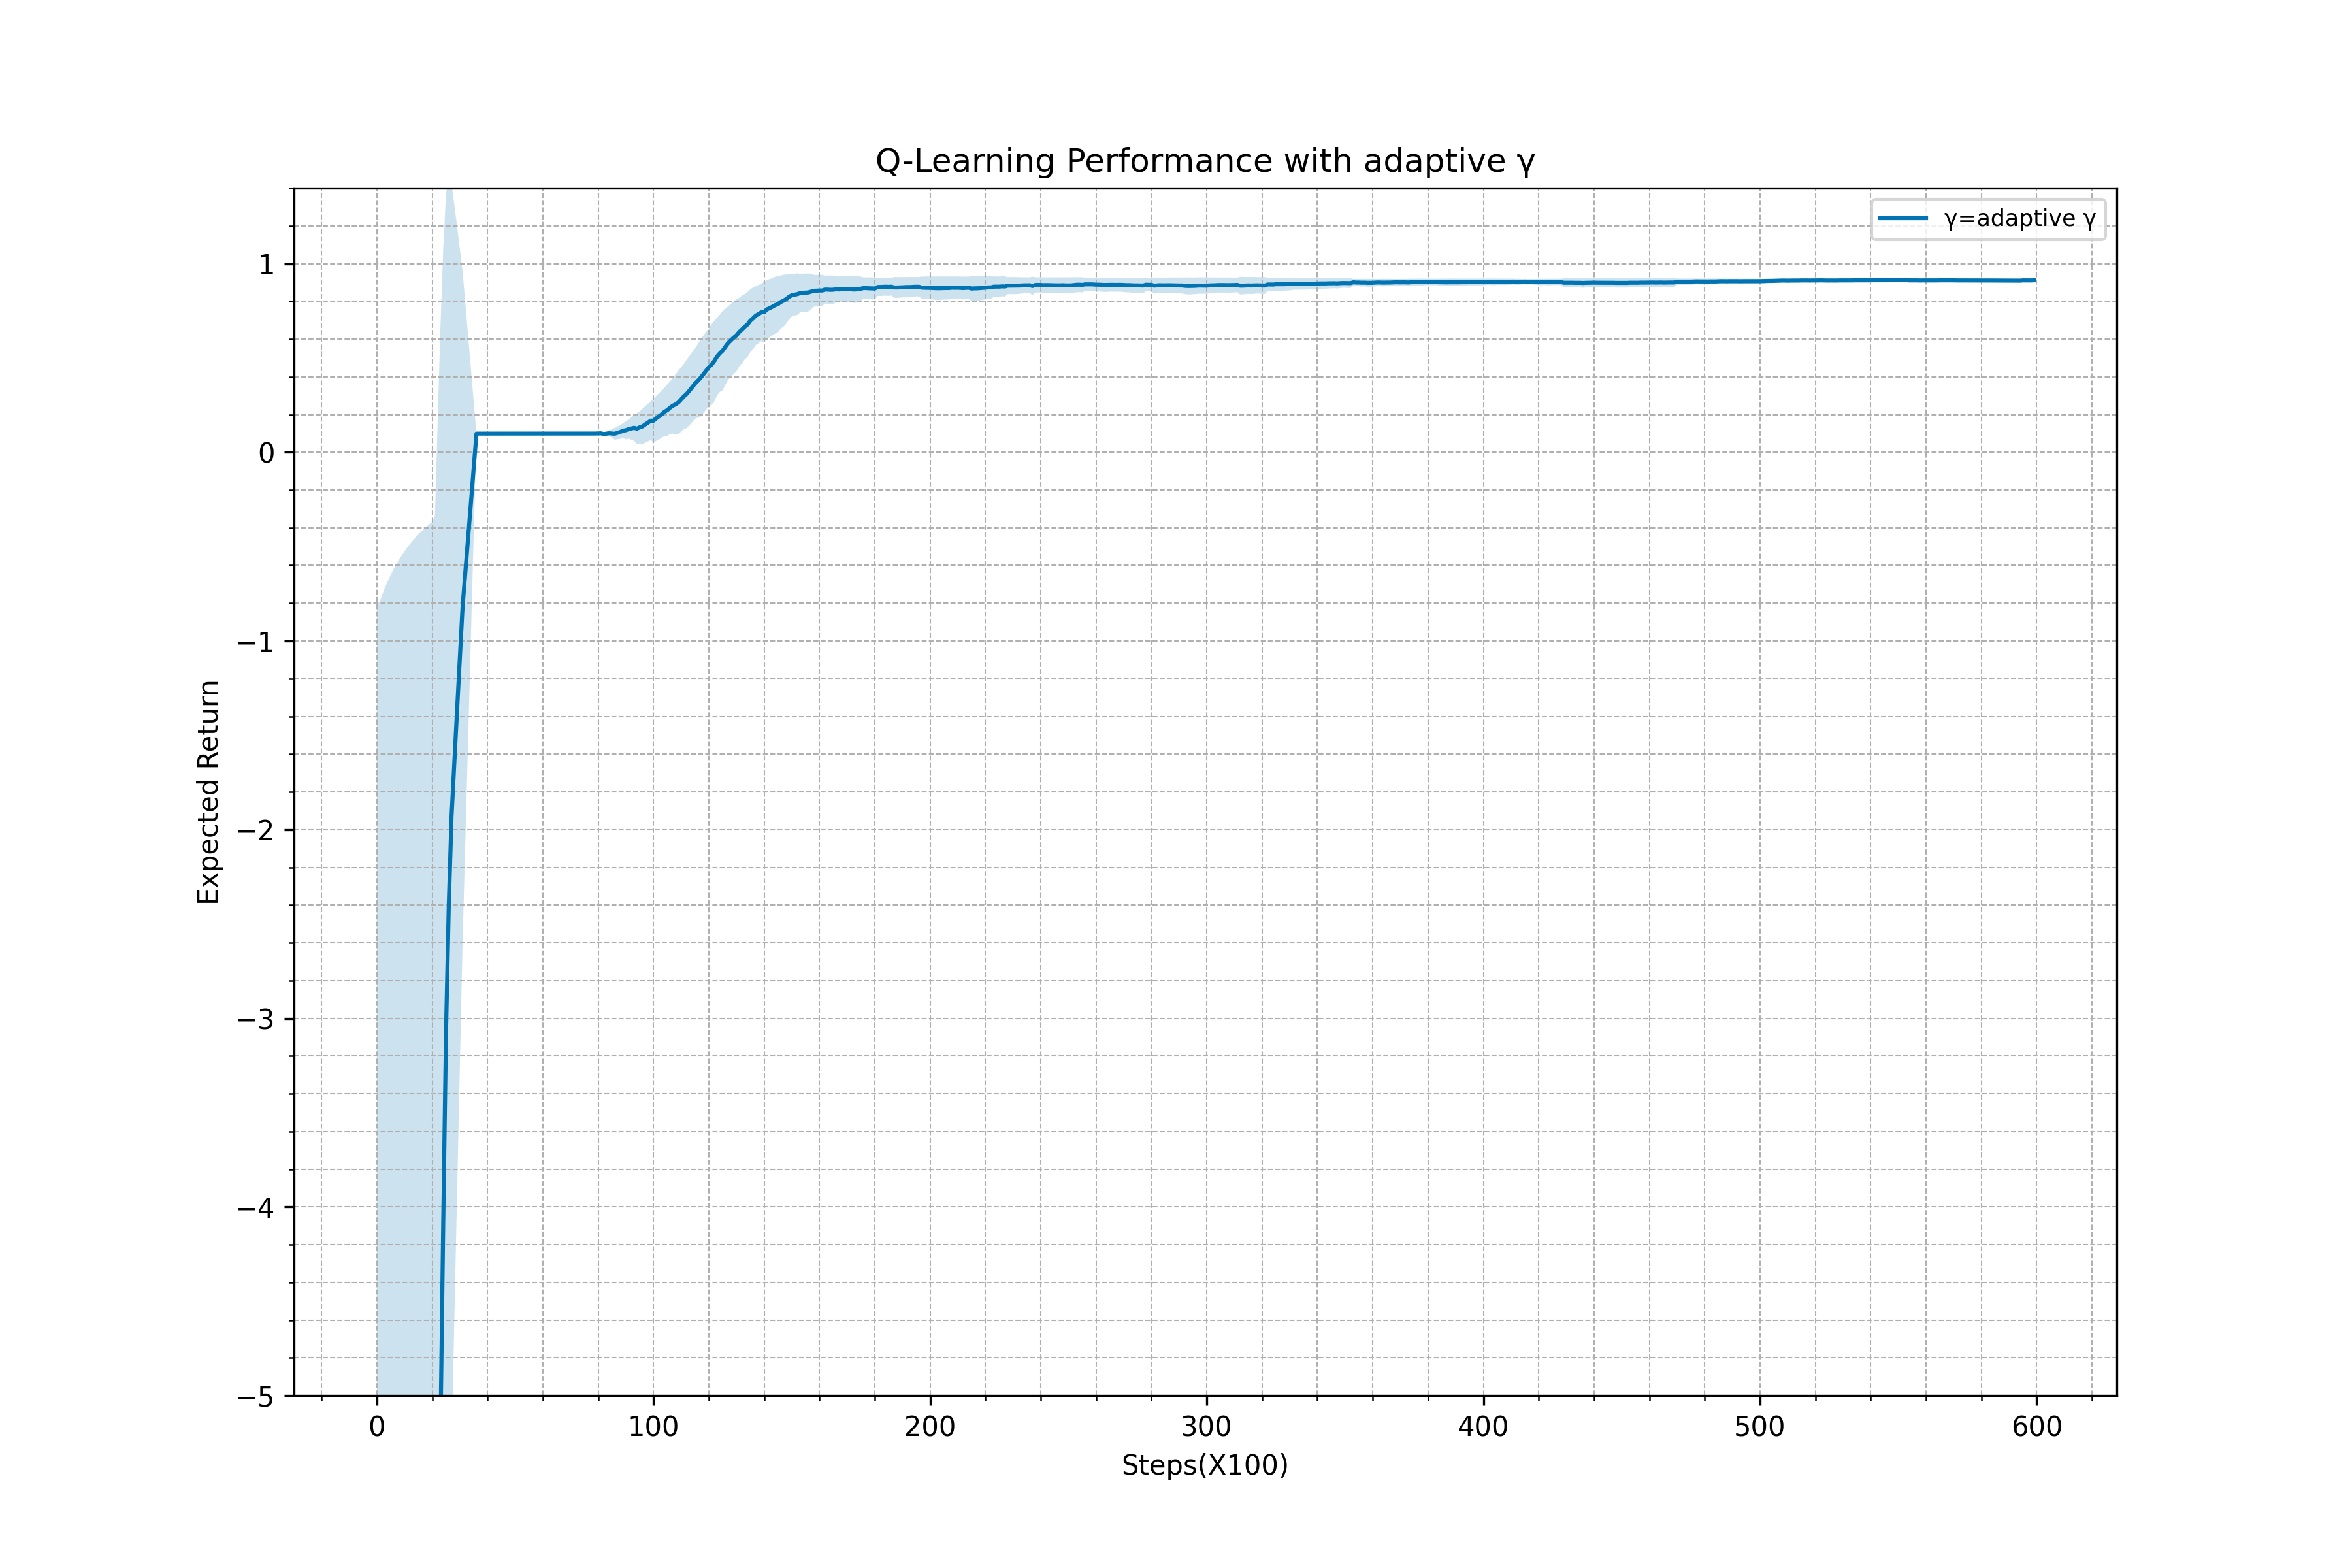 Q-Learning Performance with adaptive γ
γ=adaptive γ
1
0
−1
−2
−3
−4
−5
Expected Return
0 100 200 300 400 500 600
Steps(X100)